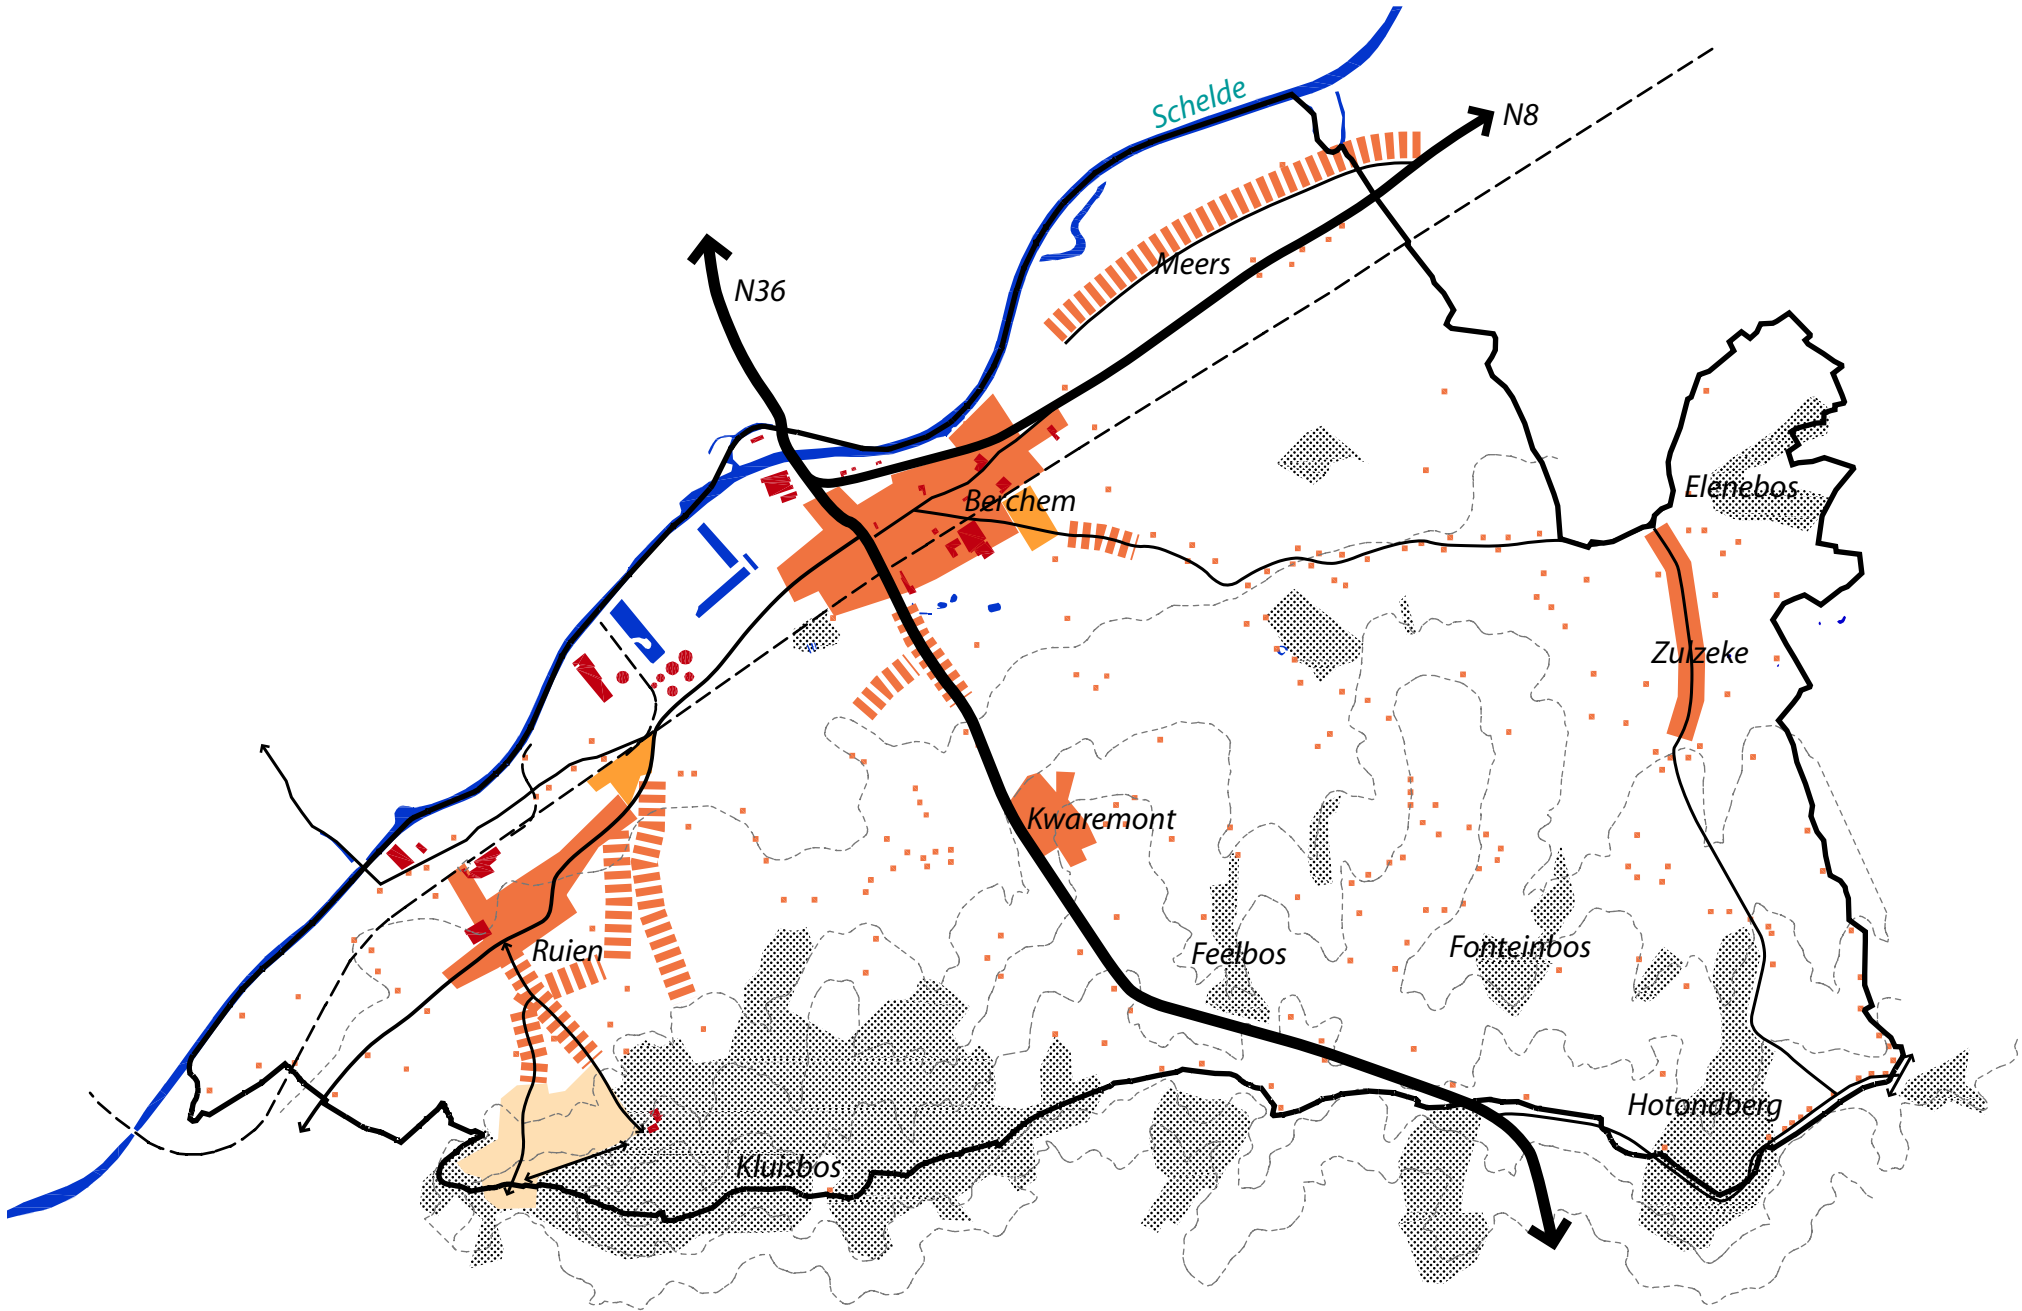 Schelde
N8
Meers
N36
Elenebos
Berchem
Zulzeke
Kwaremont
Ruien
Feelbos
Fonteinbos
Hotondberg
Kluisbos